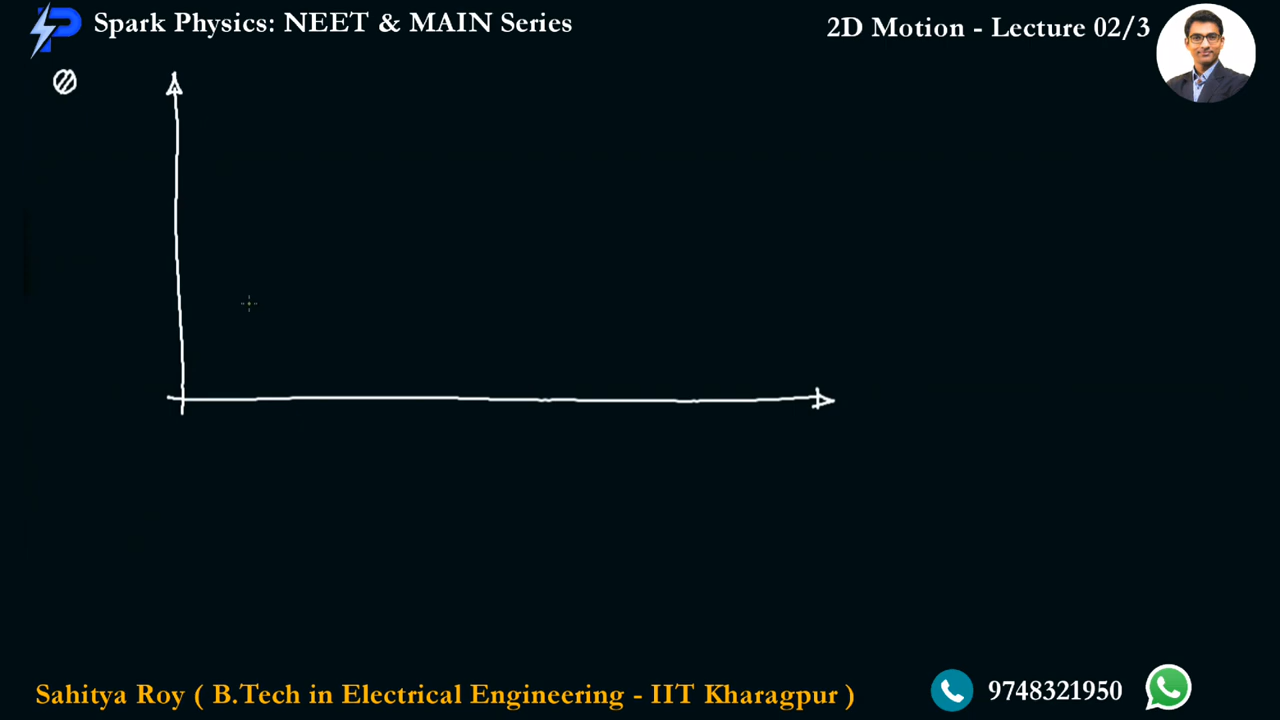 Spark Physics: NEET & MAIN Series
2D Motion - Lecture 02/3
Sahitya Roy ( B.Tech in Electrical Engineering - IIT Kharagpur )
9748321950